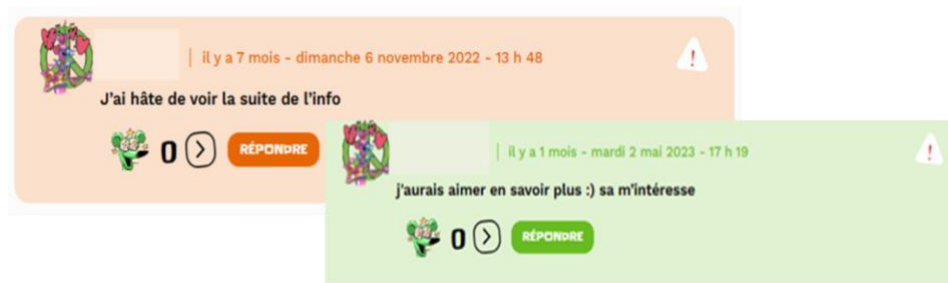 il y a 7 mois - dimanche 6 novembre 2022 - 13 h 48
J'ai hâte de voir la suite de l'info
0 RÉPONDRE
il y a 1 mois - mardi 2 mai 2023 - 17 h 19
j'aurais aimer en savoir plus :) sa m'intéresse
0 RÉPONDRE